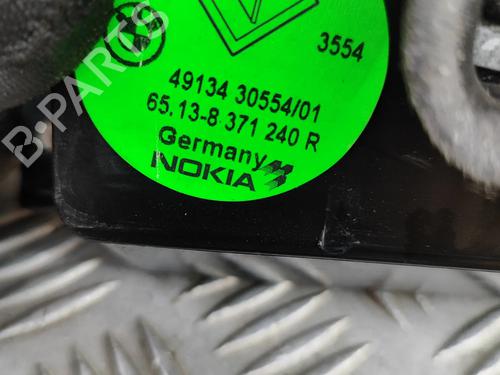 3554
49134 30554/01
65.13-8 371 240 R
Germany
NOKIA
B-PARTS